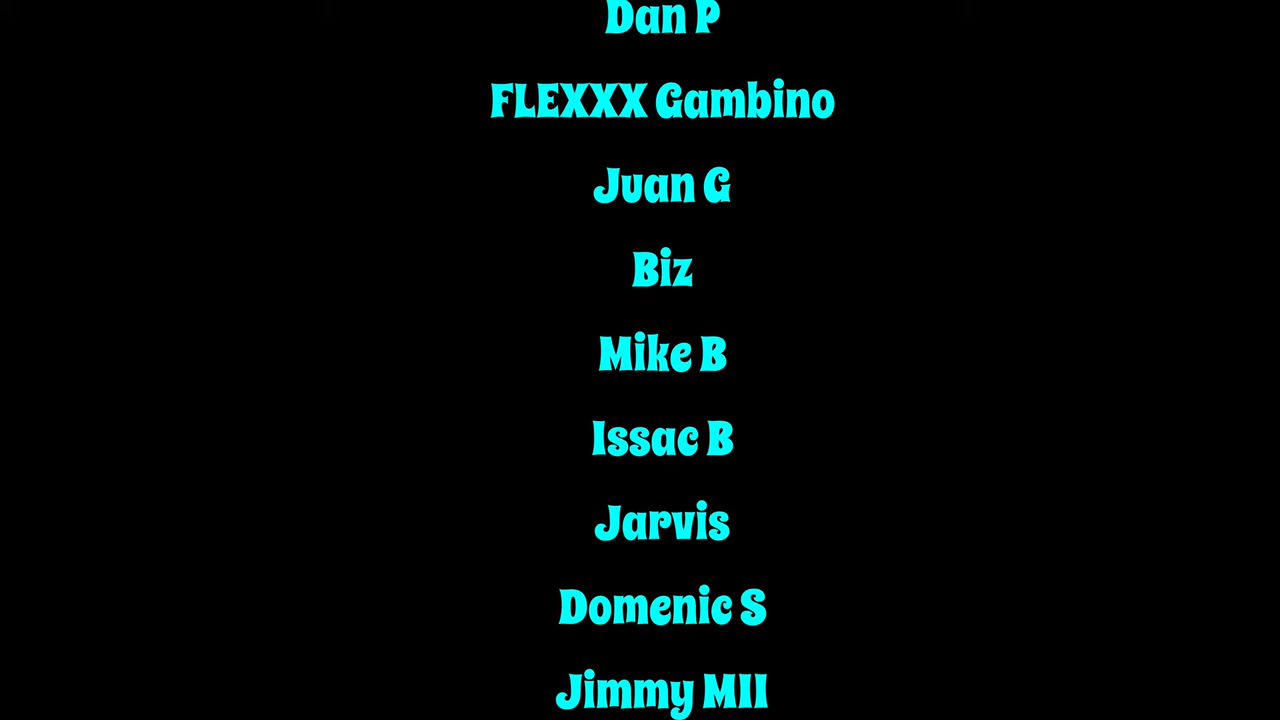 Dan P
FLEXXX Gambino
Juan G
Biz
Mike B
Issac B
Jarvis
Domenic S
Jimmy MII